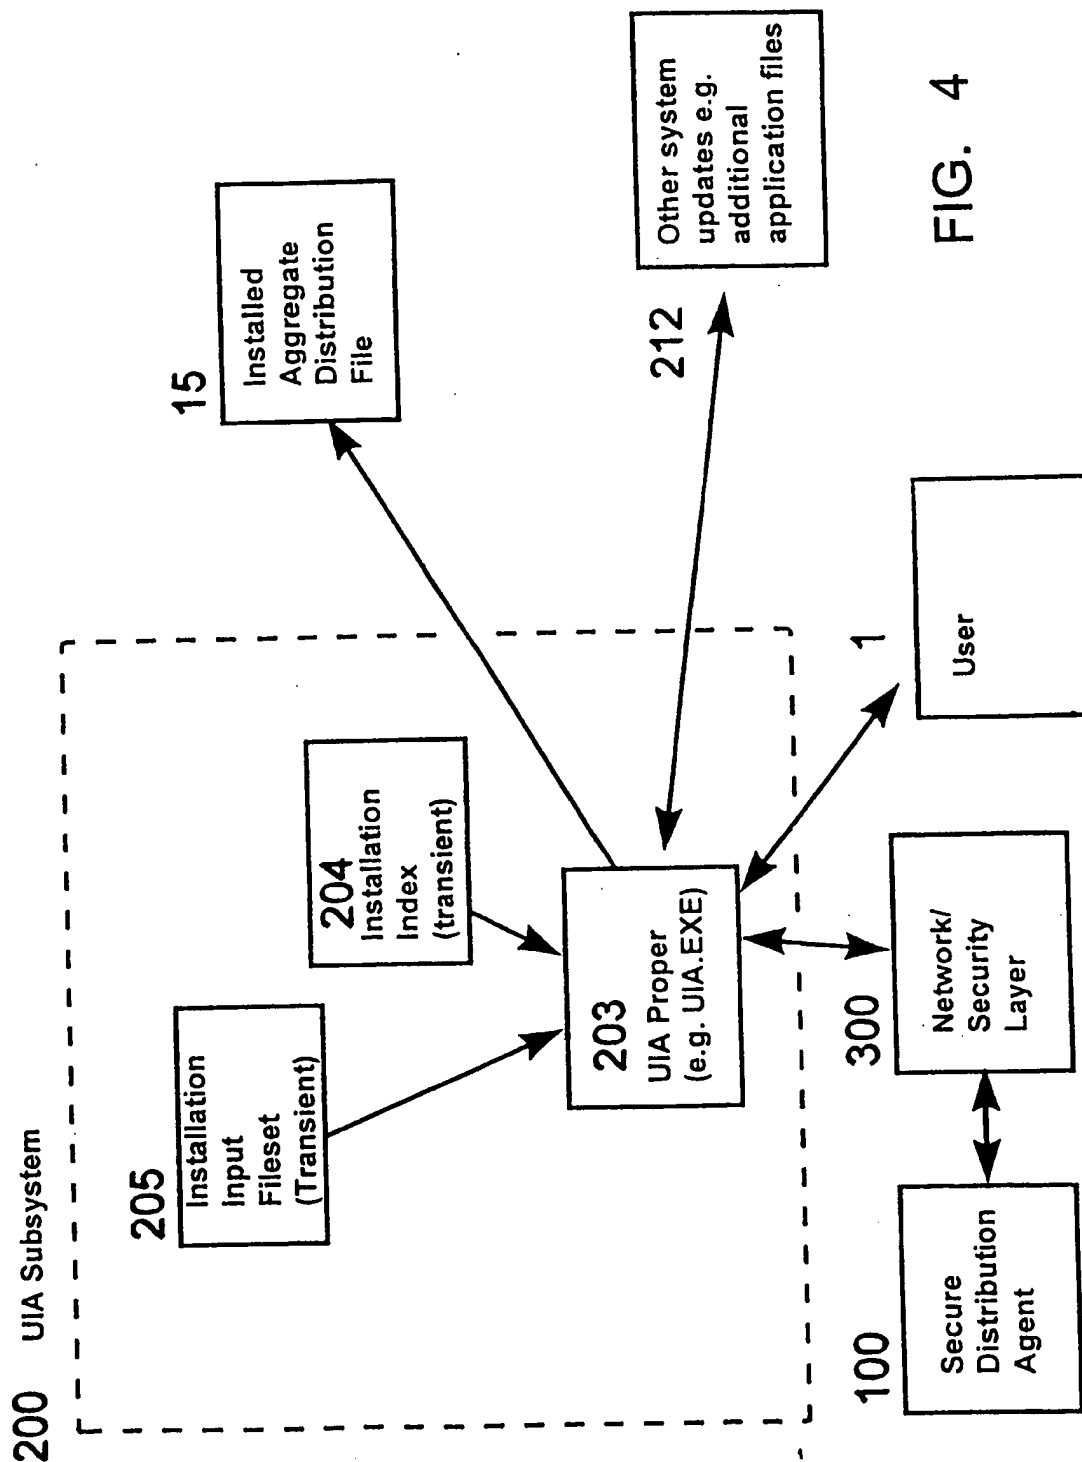 200 UIA Subsystem
205
Installation
Input
Fileset
(Transient)
204
Installation
Index
(transient)
15
Installed
Aggregate
Distribution
File
203
UIA Proper
(e.g. UIA.EXE)
212
Other system
updates e.g.
additional
application files
100
Secure
Distribution
Agent
300
Network/
Security
Layer
1
User
FIG. 4